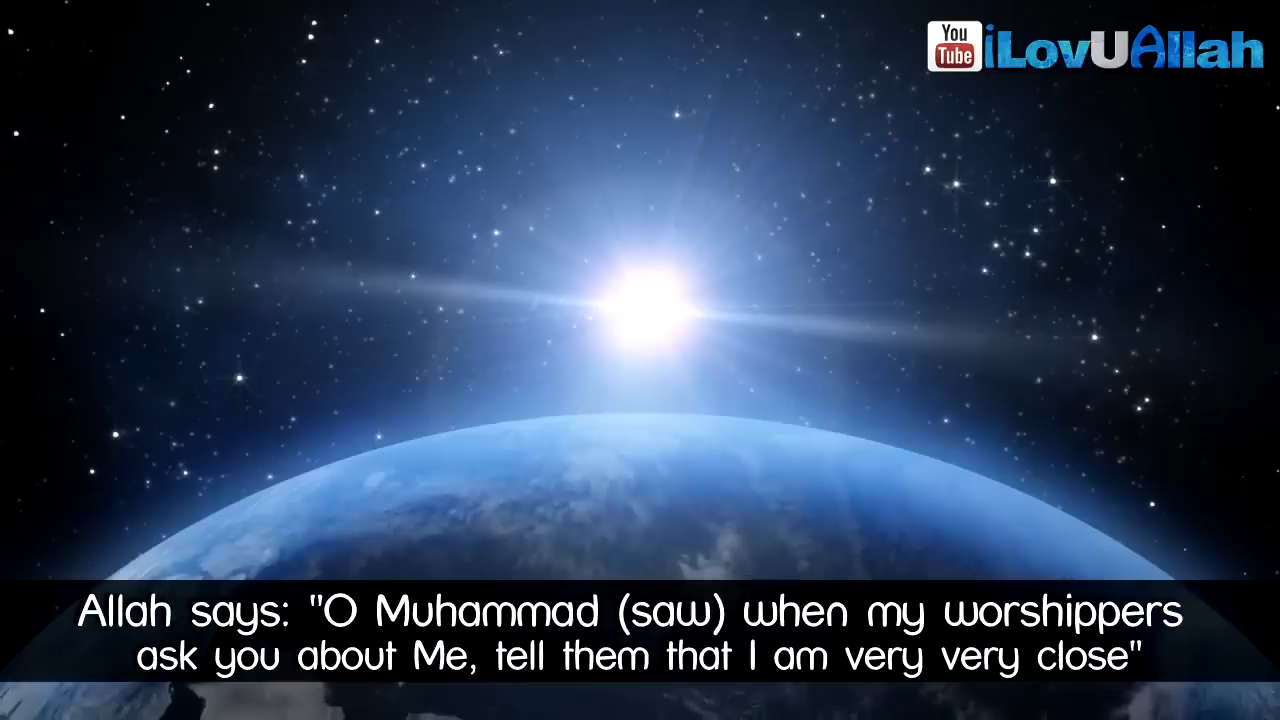 You
Tube
iLovUAllah
Allah says: "O Muhammad (saw) when my worshippers
ask you about Me, tell them that I am very very close"